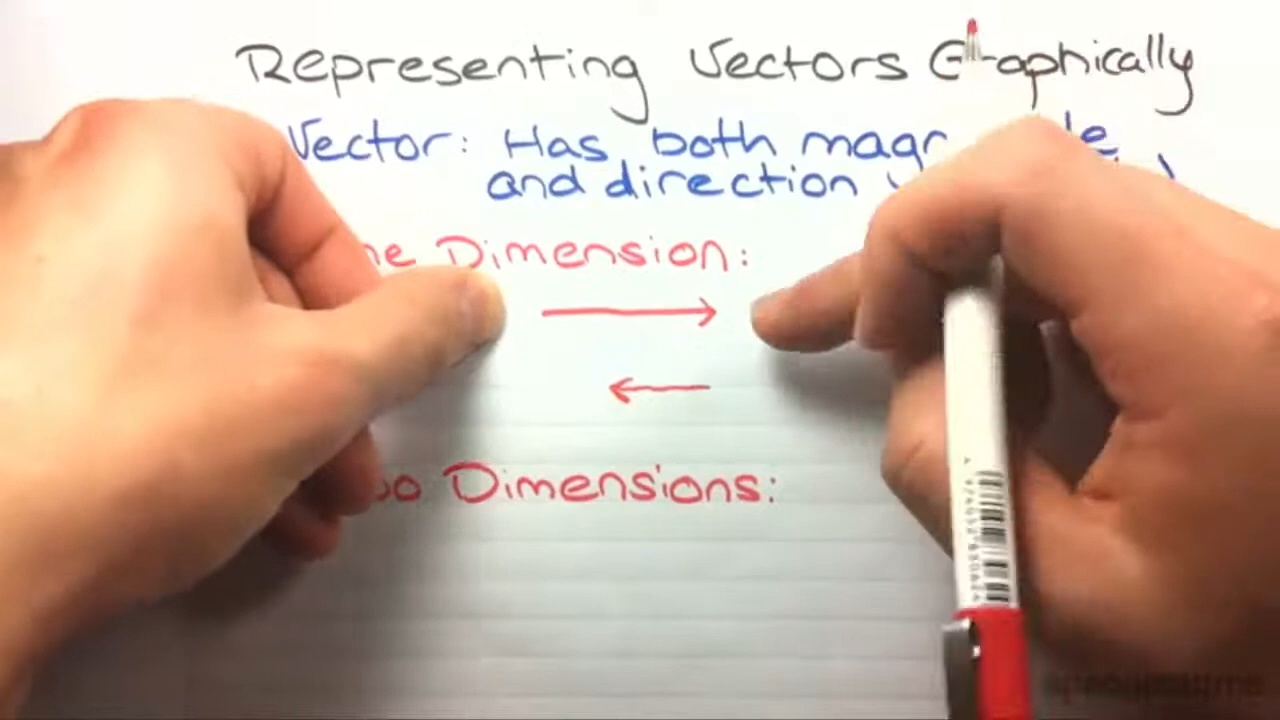 Representing Vectors Graphically
Vector: Has both
and direction
Dimension:
Dimensions: